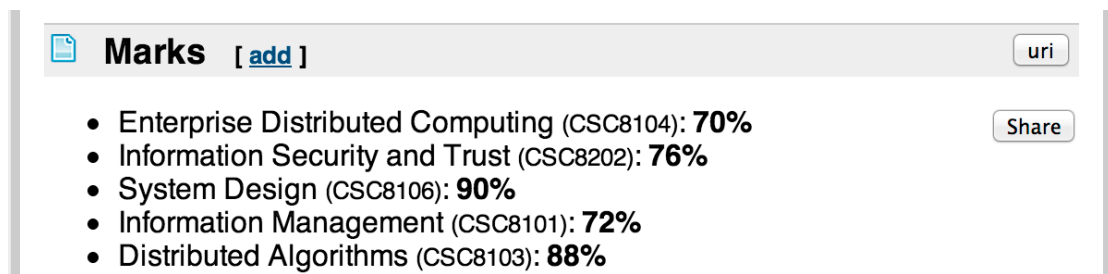 Marks [ add ] uri
• Enterprise Distributed Computing (CSC8104): 70% Share
• Information Security and Trust (CSC8202): 76%
• System Design (CSC8106): 90%
• Information Management (CSC8101): 72%
• Distributed Algorithms (CSC8103): 88%